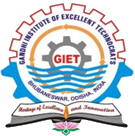 GANDHI INSTITUTE OF EXCELLENT TECHNOCRATS
GIET
BHUBANESWAR, ODISHA, INDIA